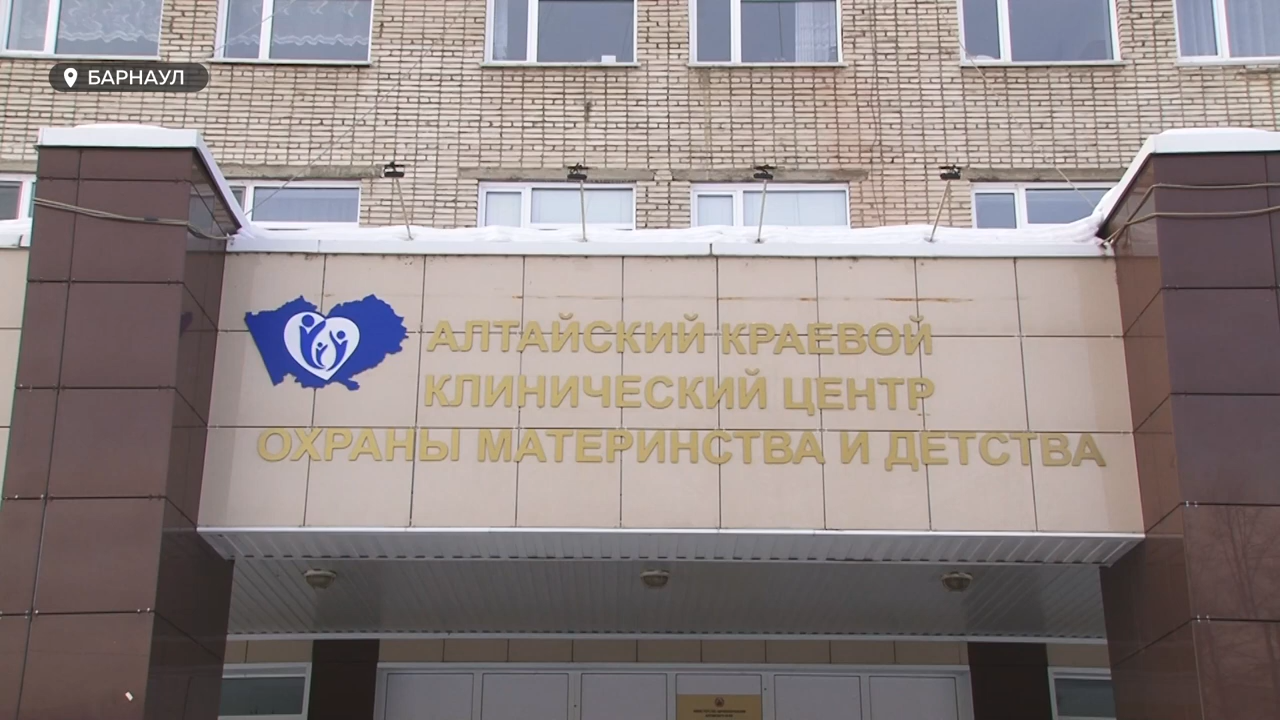 БАРНАУЛ
АЛТАЙСКИЙ КРАЕВОЙ
КЛИНИЧЕСКИЙ ЦЕНТР
ОХРАНЫ МАТЕРИНСТВА И ДЕТСТВА